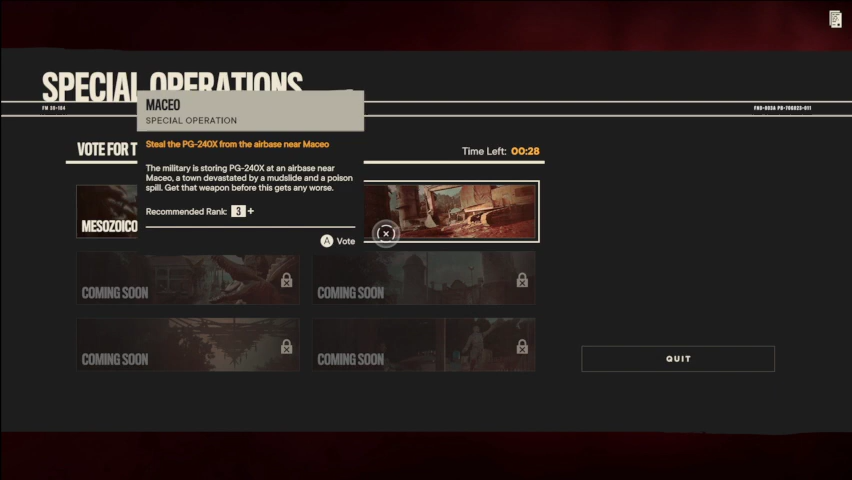 SPECIAL OPERATIONS
MACEO
SPECIAL OPERATION
VOTE FOR T
Time Left: 00:28
Steal the PG-240X from the airbase near Maceo
The military is storing PG-240X at an airbase near
Maceo, a town devastated by a mudslide and a poison
spill. Get that weapon before this gets any worse.
Recommended Rank: 3 +
A Vote
MESOZOICO
COMING SOON
COMING SOON
COMING SOON
COMING SOON
QUIT